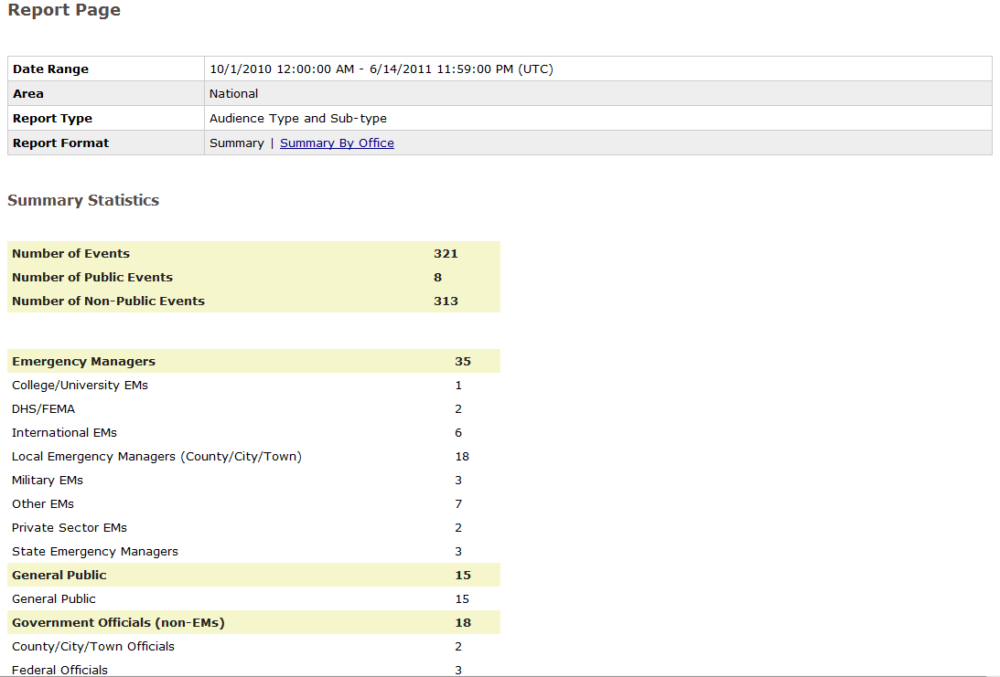 Report Page
Date Range 10/1/2010 12:00:00 AM - 6/14/2011 11:59:00 PM (UTC)
Area National
Report Type Audience Type and Sub-type
Report Format Summary | Summary By Office
Summary Statistics
Number of Events 321
Number of Public Events 8
Number of Non-Public Events 313
Emergency Managers 35
College/University EMs 1
DHS/FEMA 2
International EMs 6
Local Emergency Managers (County/City/Town) 18
Military EMs 3
Other EMs 7
Private Sector EMs 2
State Emergency Managers 3
General Public 15
General Public 15
Government Officials (non-EMs) 18
County/City/Town Officials 2
Federal Officials 3